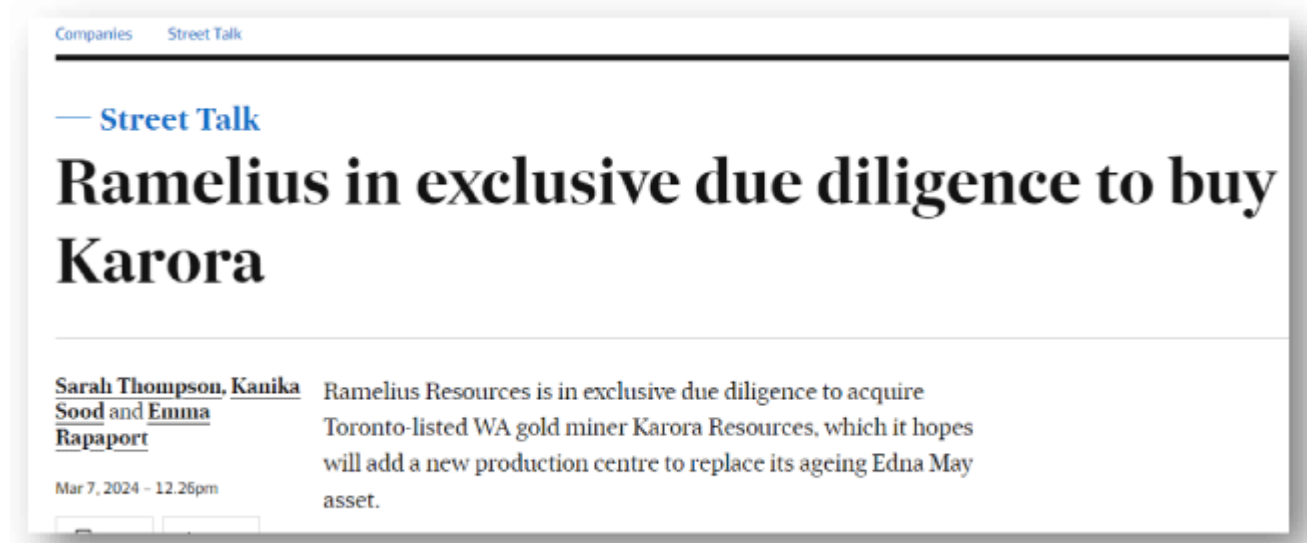 Companies Street Talk
— Street Talk
Ramelius in exclusive due diligence to buy
Karora
Sarah Thompson, Kanika
Sood and Emma
Rapaport
Mar 7, 2024 – 12.26pm
Ramelius Resources is in exclusive due diligence to acquire
Toronto-listed WA gold miner Karora Resources, which it hopes
will add a new production centre to replace its ageing Edna May
asset.